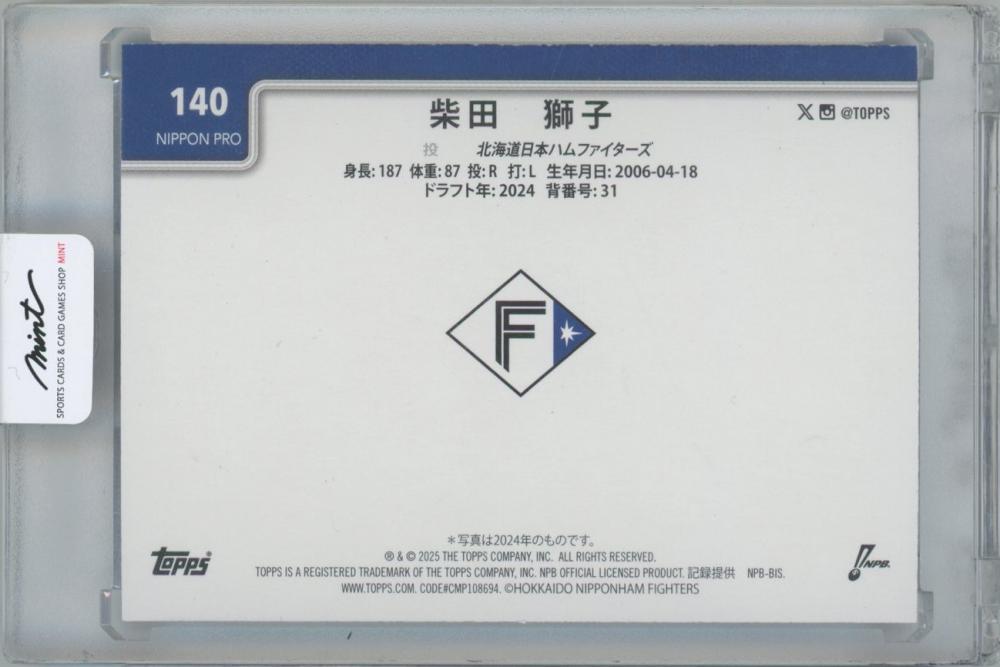 140
NIPPON PRO
柴田　獅子
@TOPPS
投　北海道日本ハムファイターズ
身長: 187 体重: 87 投: R 打: L 生年月日: 2006-04-18
ドラフト年: 2024 背番号: 31
mint
SPORTS CARDS & CARD GAMES SHOP MINT
F
＊写真は2024年のものです。
® & © 2025 THE TOPPS COMPANY, INC. ALL RIGHTS RESERVED.
TOPPS IS A REGISTERED TRADEMARK OF THE TOPPS COMPANY, INC. NPB OFFICIAL LICENSED PRODUCT. 記録提供　NPB-BIS.
WWW.TOPPS.COM. CODE#CMP108694. ©HOKKAIDO NIPPONHAM FIGHTERS
Topps®
NPB.